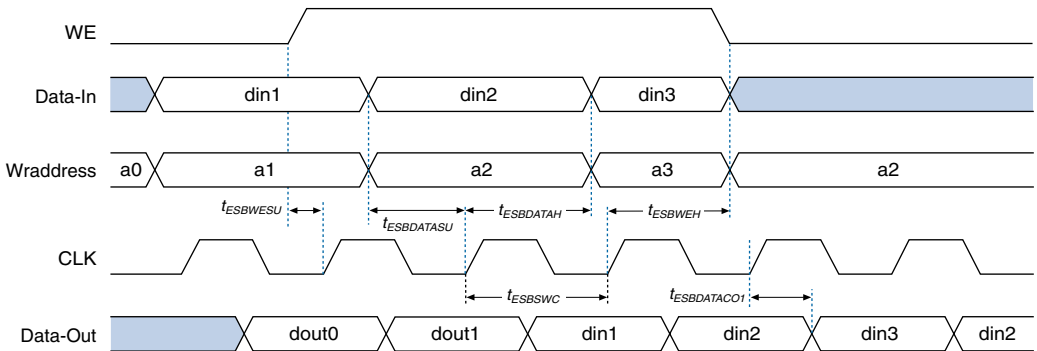 WE
Data-In din1 din2 din3
Wraddress a0 a1 a2 a3 a2
tESBWESU tESBDATASU tESBDATAH tESBWEH
CLK
tESBSWC tESBDATACO1
Data-Out dout0 dout1 din1 din2 din3 din2